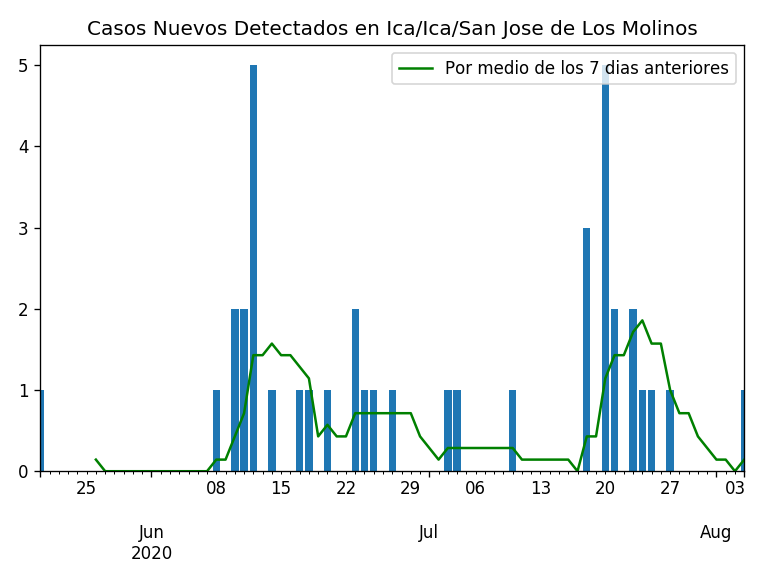 Casos Nuevos Detectados en Ica/Ica/San Jose de Los Molinos
Por medio de los 7 dias anteriores
5
4
3
2
1
0
25 08 15 22 29 06 13 20 27 03
Jun Jul Aug
2020